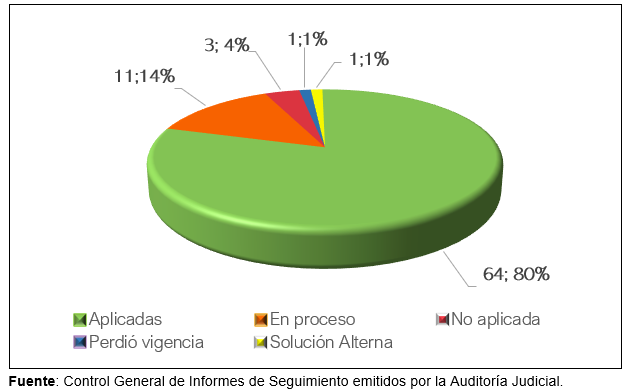 1;1%
3; 4%
1;1%
11;14%
64; 80%
Aplicadas En proceso No aplicada
Perdió vigencia Solución Alterna
Fuente: Control General de Informes de Seguimiento emitidos por la Auditoría Judicial.